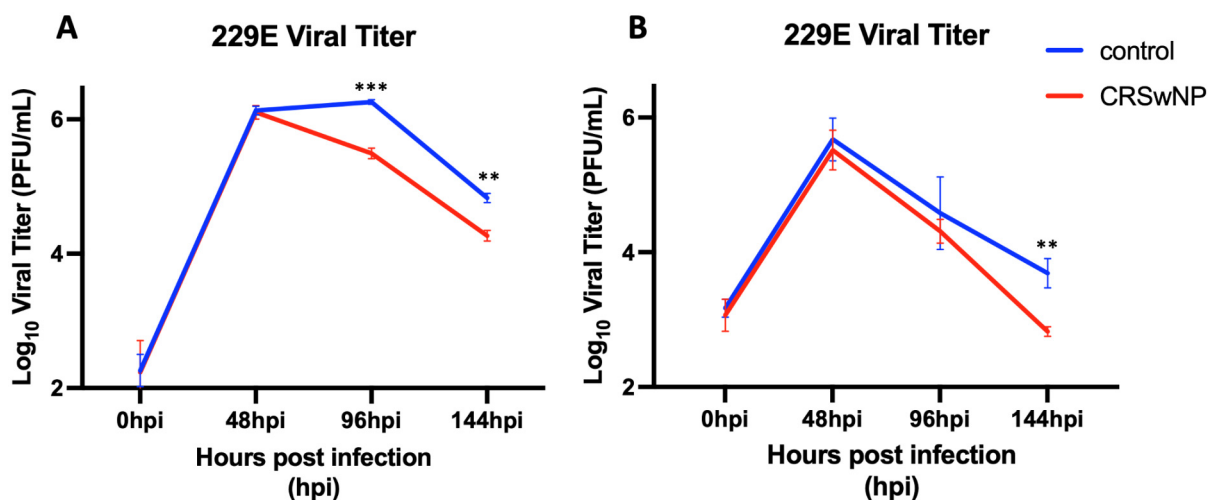 A
229E Viral Titer
Log10 Viral Titer (PFU/mL)
6
4
2
***
**
0hpi 48hpi 96hpi 144hpi
Hours post infection
(hpi)
B
229E Viral Titer
control
CRSwNP
Log10 Viral Titer (PFU/mL)
6
4
2
**
0hpi 48hpi 96hpi 144hpi
Hours post infection
(hpi)